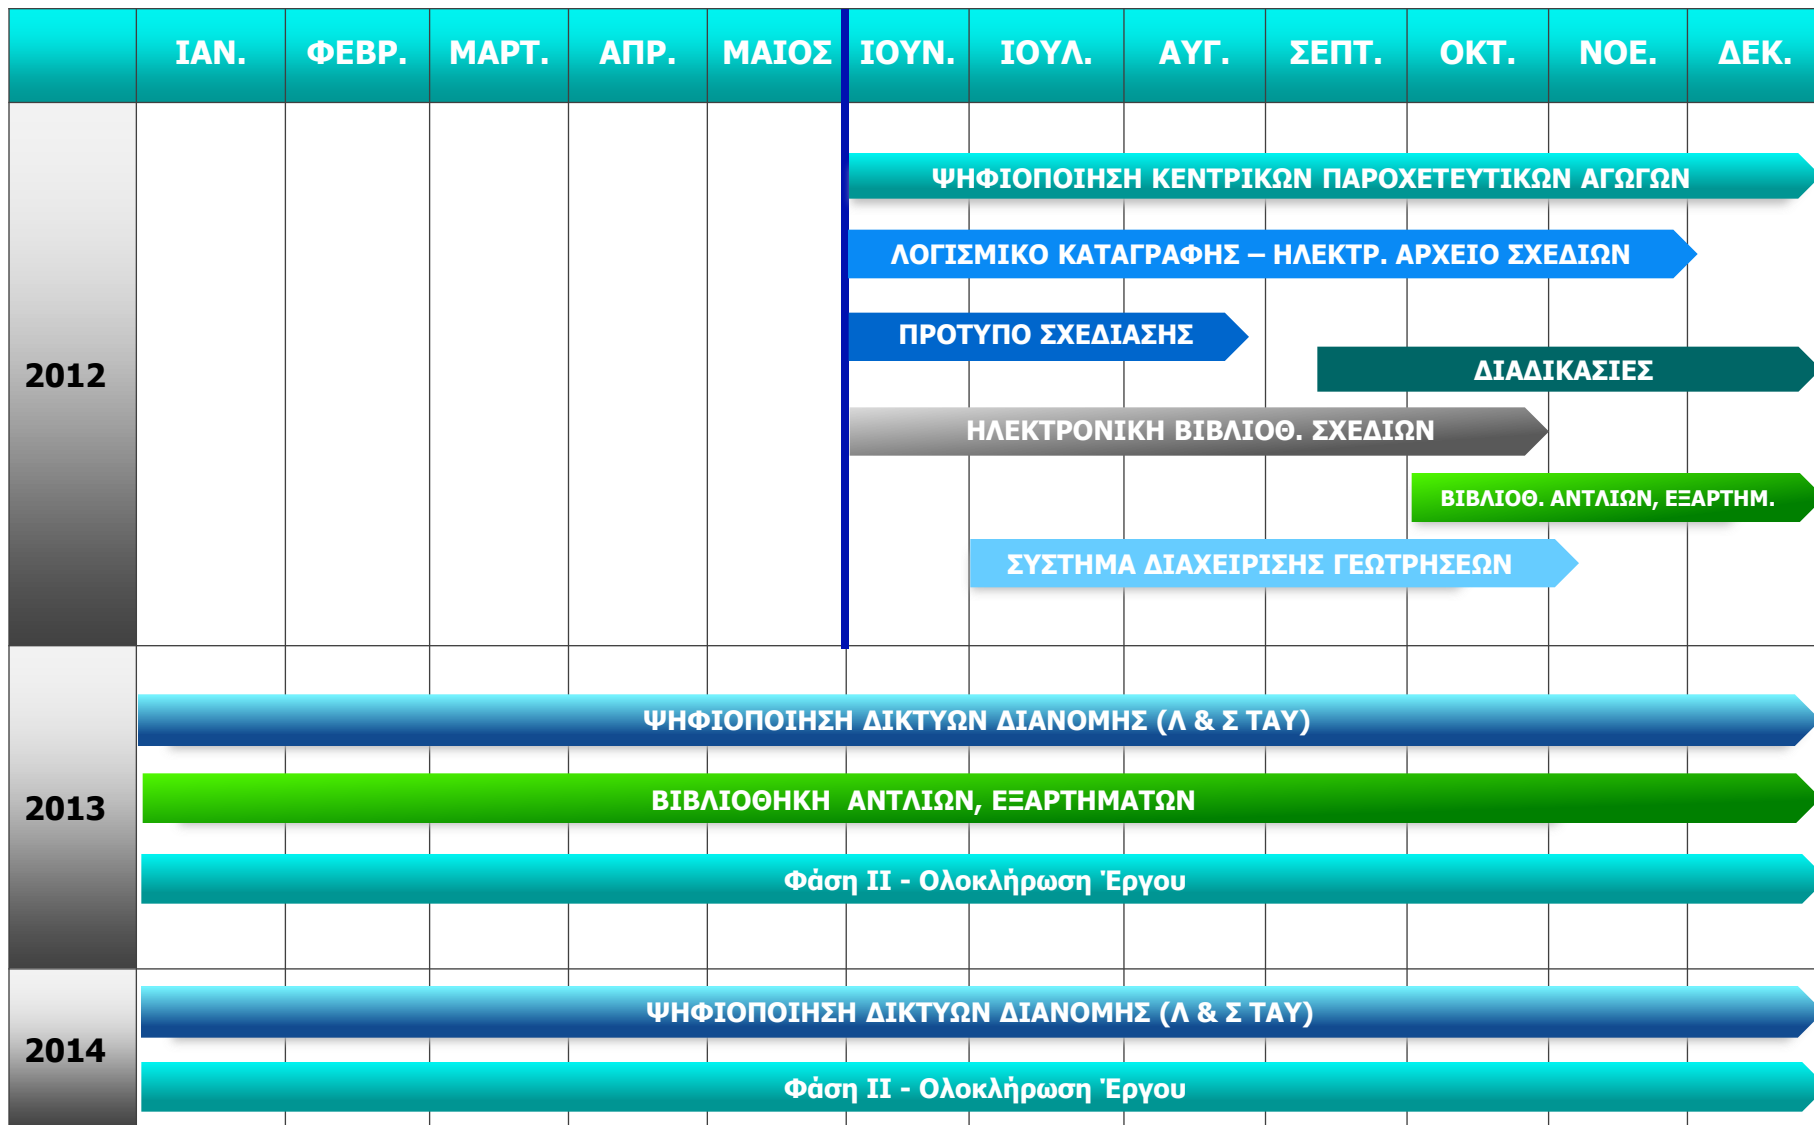 ΙΑΝ. ΦΕΒΡ. ΜΑΡΤ. ΑΠΡ. ΜΑΙΟΣ ΙΟΥΝ. ΙΟΥΛ. ΑΥΓ. ΣΕΠΤ. ΟΚΤ. ΝΟΕ. ΔΕΚ.
2012
ΨΗΦΙΟΠΟΙΗΣΗ ΚΕΝΤΡΙΚΩΝ ΠΑΡΟΧΕΤΕΥΤΙΚΩΝ ΑΓΩΓΩΝ
ΛΟΓΙΣΜΙΚΟ ΚΑΤΑΓΡΑΦΗΣ – ΗΛΕΚΤΡ. ΑΡΧΕΙΟ ΣΧΕΔΙΩΝ
ΠΡΟΤΥΠΟ ΣΧΕΔΙΑΣΗΣ
ΔΙΑΔΙΚΑΣΙΕΣ
ΗΛΕΚΤΡΟΝΙΚΗ ΒΙΒΛΙΟΘ. ΣΧΕΔΙΩΝ
ΒΙΒΛΙΟΘ. ΑΝΤΛΙΩΝ, ΕΞΑΡΤΗΜ.
ΣΥΣΤΗΜΑ ΔΙΑΧΕΙΡΙΣΗΣ ΓΕΩΤΡΗΣΕΩΝ
2013
ΨΗΦΙΟΠΟΙΗΣΗ ΔΙΚΤΥΩΝ ΔΙΑΝΟΜΗΣ (Λ & Σ ΤΑΥ)
ΒΙΒΛΙΟΘΗΚΗ ΑΝΤΛΙΩΝ, ΕΞΑΡΤΗΜΑΤΩΝ
Φάση ΙΙ - Ολοκλήρωση Έργου
2014
ΨΗΦΙΟΠΟΙΗΣΗ ΔΙΚΤΥΩΝ ΔΙΑΝΟΜΗΣ (Λ & Σ ΤΑΥ)
Φάση ΙΙ - Ολοκλήρωση Έργου